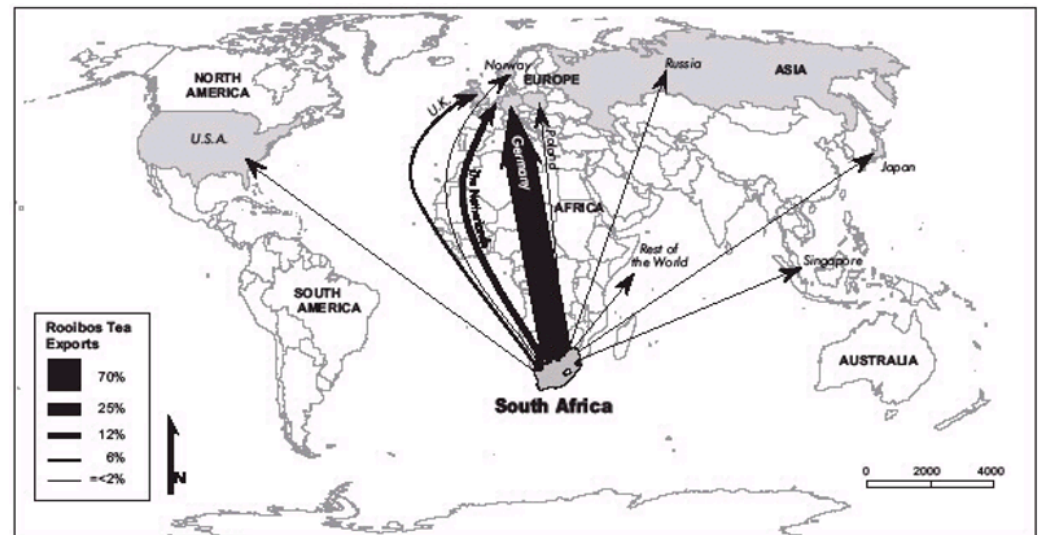 Norway
Russia
ASIA
NORTH
AMERICA
EUROPE
U.K.
U.S.A.
Germany
Poland
Japan
The Netherlands
AFRICA
Rest of
the World
Singapore
SOUTH
AMERICA
Rooibos Tea
Exports
70%
25%
12%
6%
=<2%
N
AUSTRALIA
South Africa
0 2000 4000